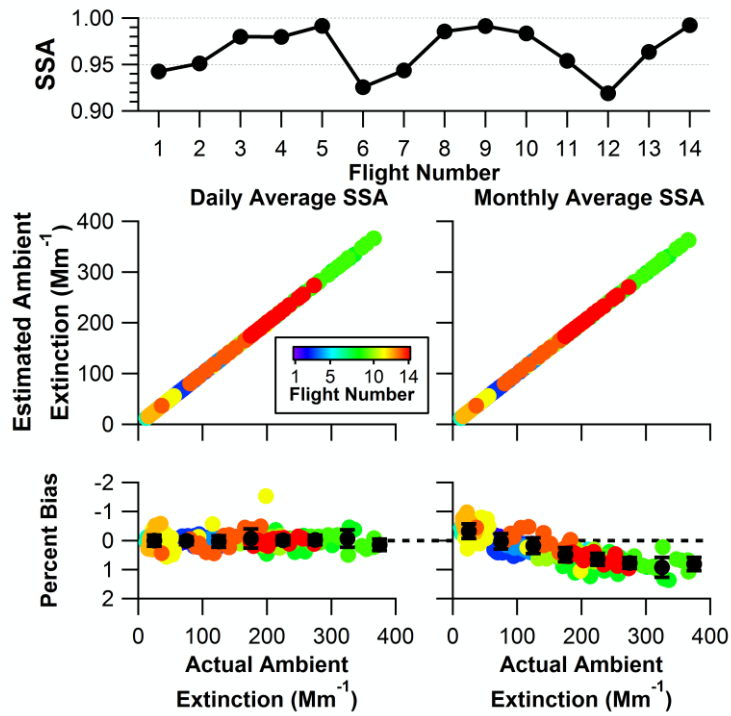 SSA
1.00
0.95
0.90
1 2 3 4 5 6 7 8 9 10 11 12 13 14
Flight Number
Daily Average SSA
Monthly Average SSA
Estimated Ambient
Extinction (Mm⁻¹)
400
300
200
100
0
1 5 10 14
Flight Number
Percent Bias
-2
-1
0
1
2
0 100 200 300 400
0 100 200 300 400
Actual Ambient
Extinction (Mm⁻¹)
Actual Ambient
Extinction (Mm⁻¹)